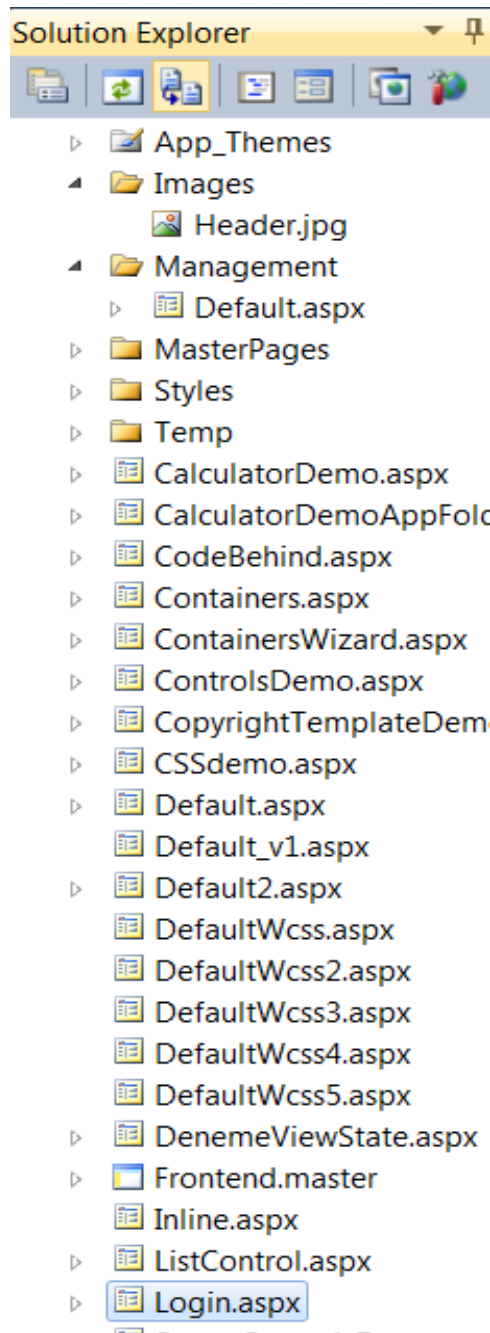 Solution Explorer
App_Themes
Images
Header.jpg
Management
Default.aspx
MasterPages
Styles
Temp
CalculatorDemo.aspx
CalculatorDemoAppFold
CodeBehind.aspx
Containers.aspx
ContainersWizard.aspx
ControlsDemo.aspx
CopyrightTemplateDem
CSSdemo.aspx
Default.aspx
Default_v1.aspx
Default2.aspx
DefaultWcss.aspx
DefaultWcss2.aspx
DefaultWcss3.aspx
DefaultWcss4.aspx
DefaultWcss5.aspx
DenemeViewState.aspx
Frontend.master
Inline.aspx
ListControl.aspx
Login.aspx